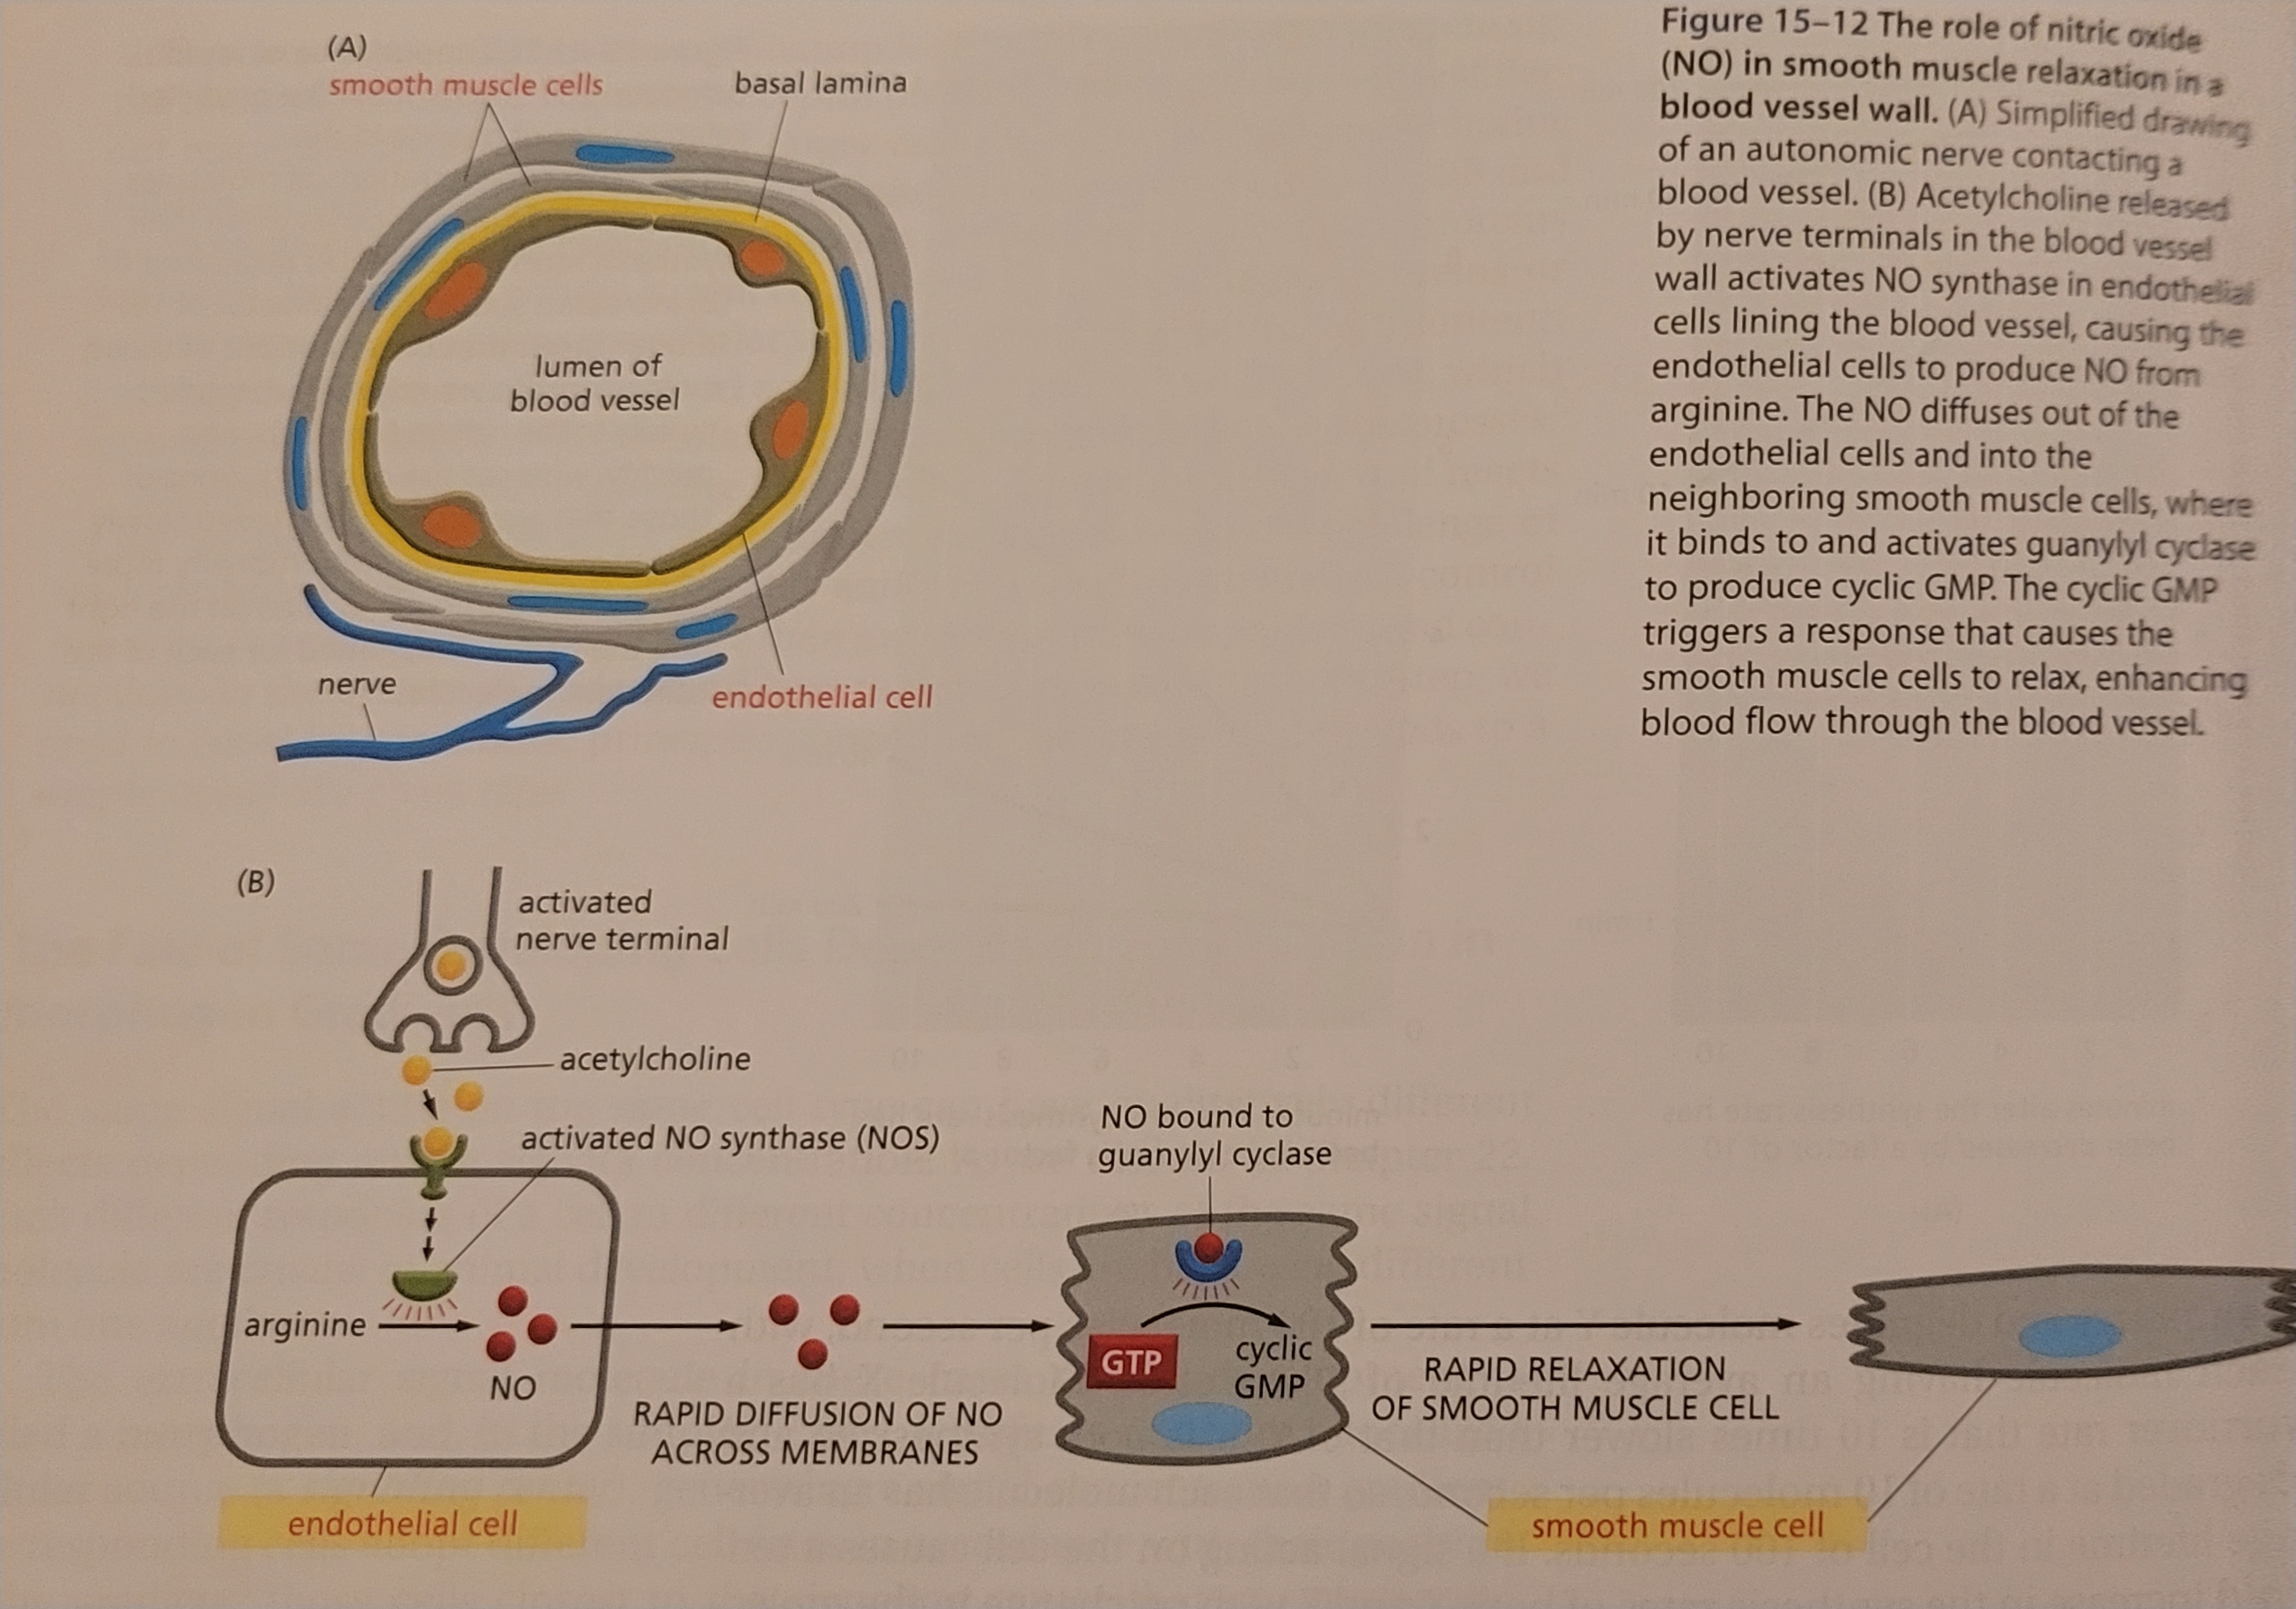 (A)
smooth muscle cells
basal lamina
lumen of
blood vessel
nerve
endothelial cell
Figure 15–12 The role of nitric oxide
(NO) in smooth muscle relaxation in a
blood vessel wall. (A) Simplified drawing
of an autonomic nerve contacting a
blood vessel. (B) Acetylcholine released
by nerve terminals in the blood vessel
wall activates NO synthase in endothelial
cells lining the blood vessel, causing the
endothelial cells to produce NO from
arginine. The NO diffuses out of the
endothelial cells and into the
neighboring smooth muscle cells, where
it binds to and activates guanylyl cyclase
to produce cyclic GMP. The cyclic GMP
triggers a response that causes the
smooth muscle cells to relax, enhancing
blood flow through the blood vessel.
(B)
activated
nerve terminal
acetylcholine
activated NO synthase (NOS)
arginine
NO
endothelial cell
RAPID DIFFUSION OF NO
ACROSS MEMBRANES
NO bound to
guanylyl cyclase
GTP
cyclic
GMP
RAPID RELAXATION
OF SMOOTH MUSCLE CELL
smooth muscle cell